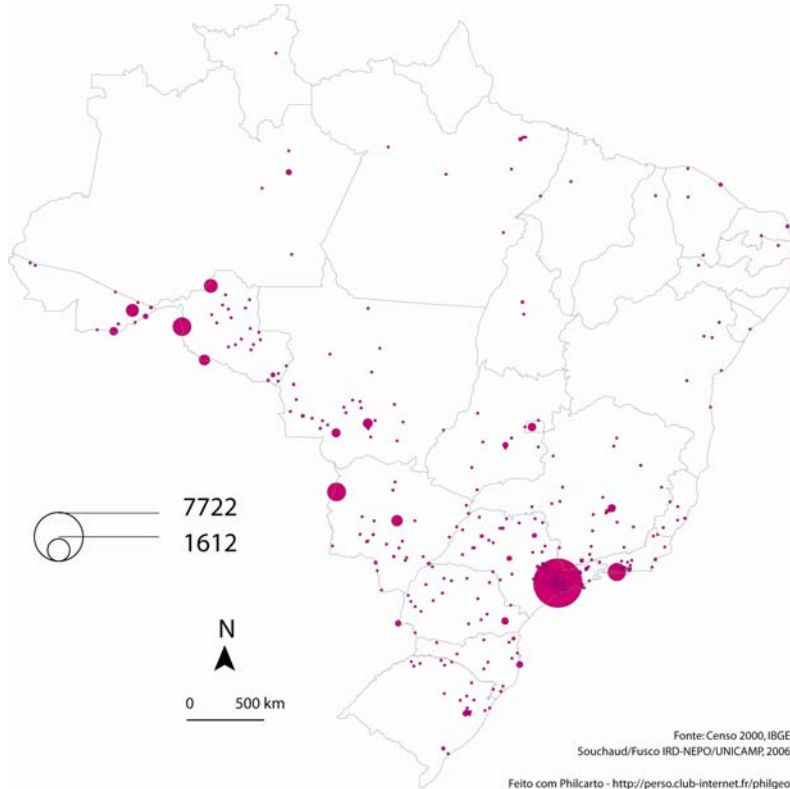 7722
1612
N
0 500 km
Fonte: Censo 2000, IBGE
Souchaud/Fusco IRD-NEPO/UNICAMP, 2006
Feito com Philcarto - http://perso.club-internet.fr/philgeo